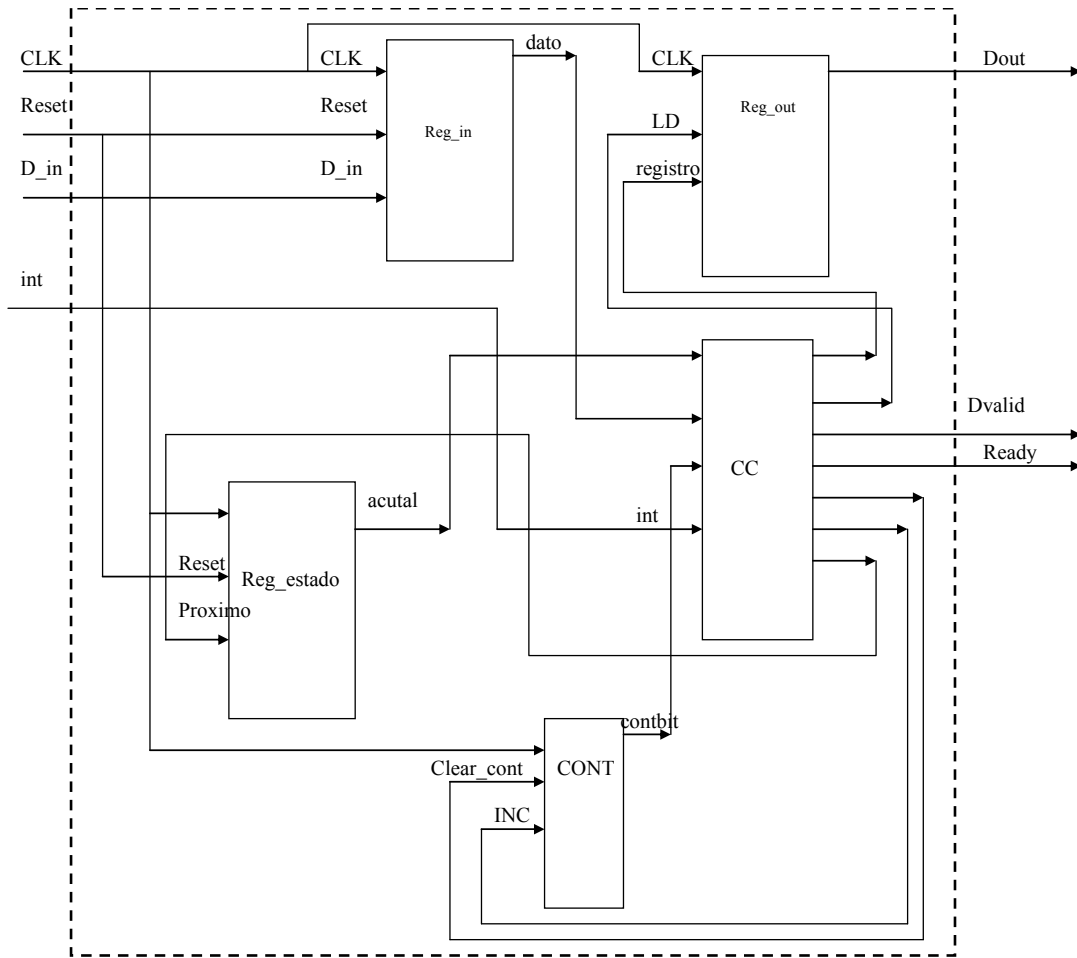 dato
CLK
CLK
CLK
Dout
Reset
Reset
Reg_in
LD
Reg_out
D_in
D_in
registro
int
Dvalid
Ready
CC
acutal
int
Reset
Reg_estado
Proximo
contbit
Clear_cont
CONT
INC